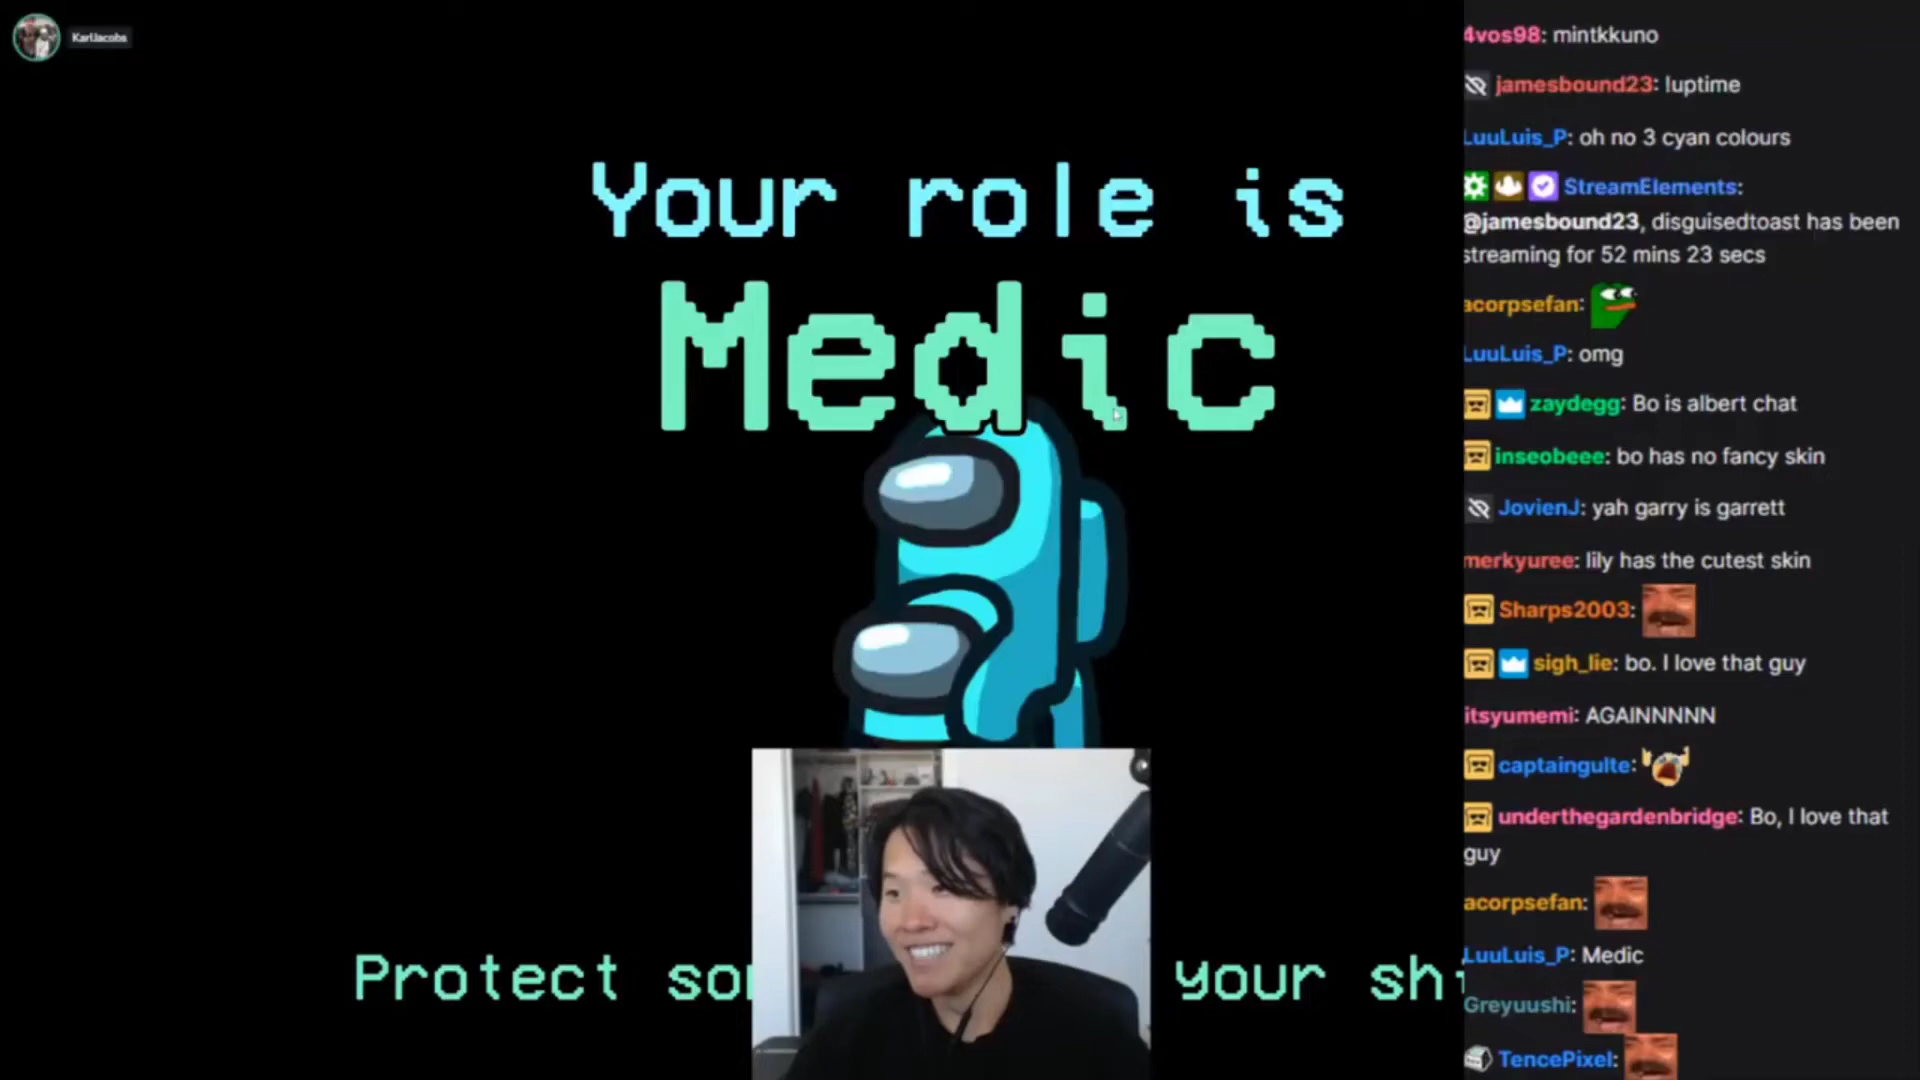 KarlJacobs
Your role is
Medic
Protect
your
4vos98: mintkkuno
jamesbound23: !uptime
LuuLuis_P: oh no 3 cyan colours
StreamElements:
@jamesbound23, disguisedtoast has been
streaming for 52 mins 23 secs
acorpsefan:
LuuLuis_P: omg
zaydegg: Bo is albert chat
inseobeee: bo has no fancy skin
JovienJ: yah garry is garrett
merkyuree: lily has the cutest skin
Sharps2003:
sigh_lie: bo. I love that guy
itsyumemi: AGAINNNNN
captaingulte:
underthegardenbridge: Bo, I love that
guy
acorpsefan:
LuuLuis_P: Medic
Greyuushi:
TencePixel: